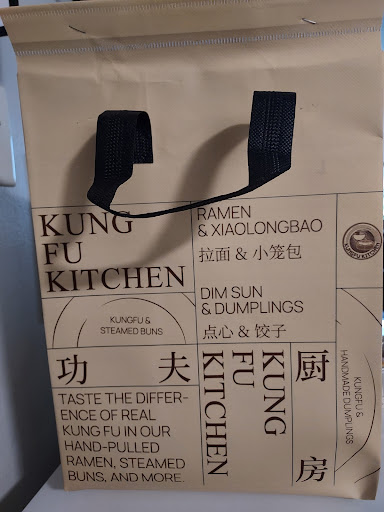 KUNG
FU
KITCHEN
RAMEN
& XIAOLONGBAO
拉面 & 小笼包
DIM SUN
& DUMPLINGS
点心 & 饺子
KUNGFU KITCHEN
KUNGFU &
STEAMED BUNS
功 夫
TASTE THE DIFFER-
ENCE OF REAL
KUNG FU IN OUR
HAND-PULLED
RAMEN, STEAMED
BUNS, AND MORE.
KUNG
FU
KITCHEN
厨房
KUNGFU &
HANDMADE DUMPLINGS